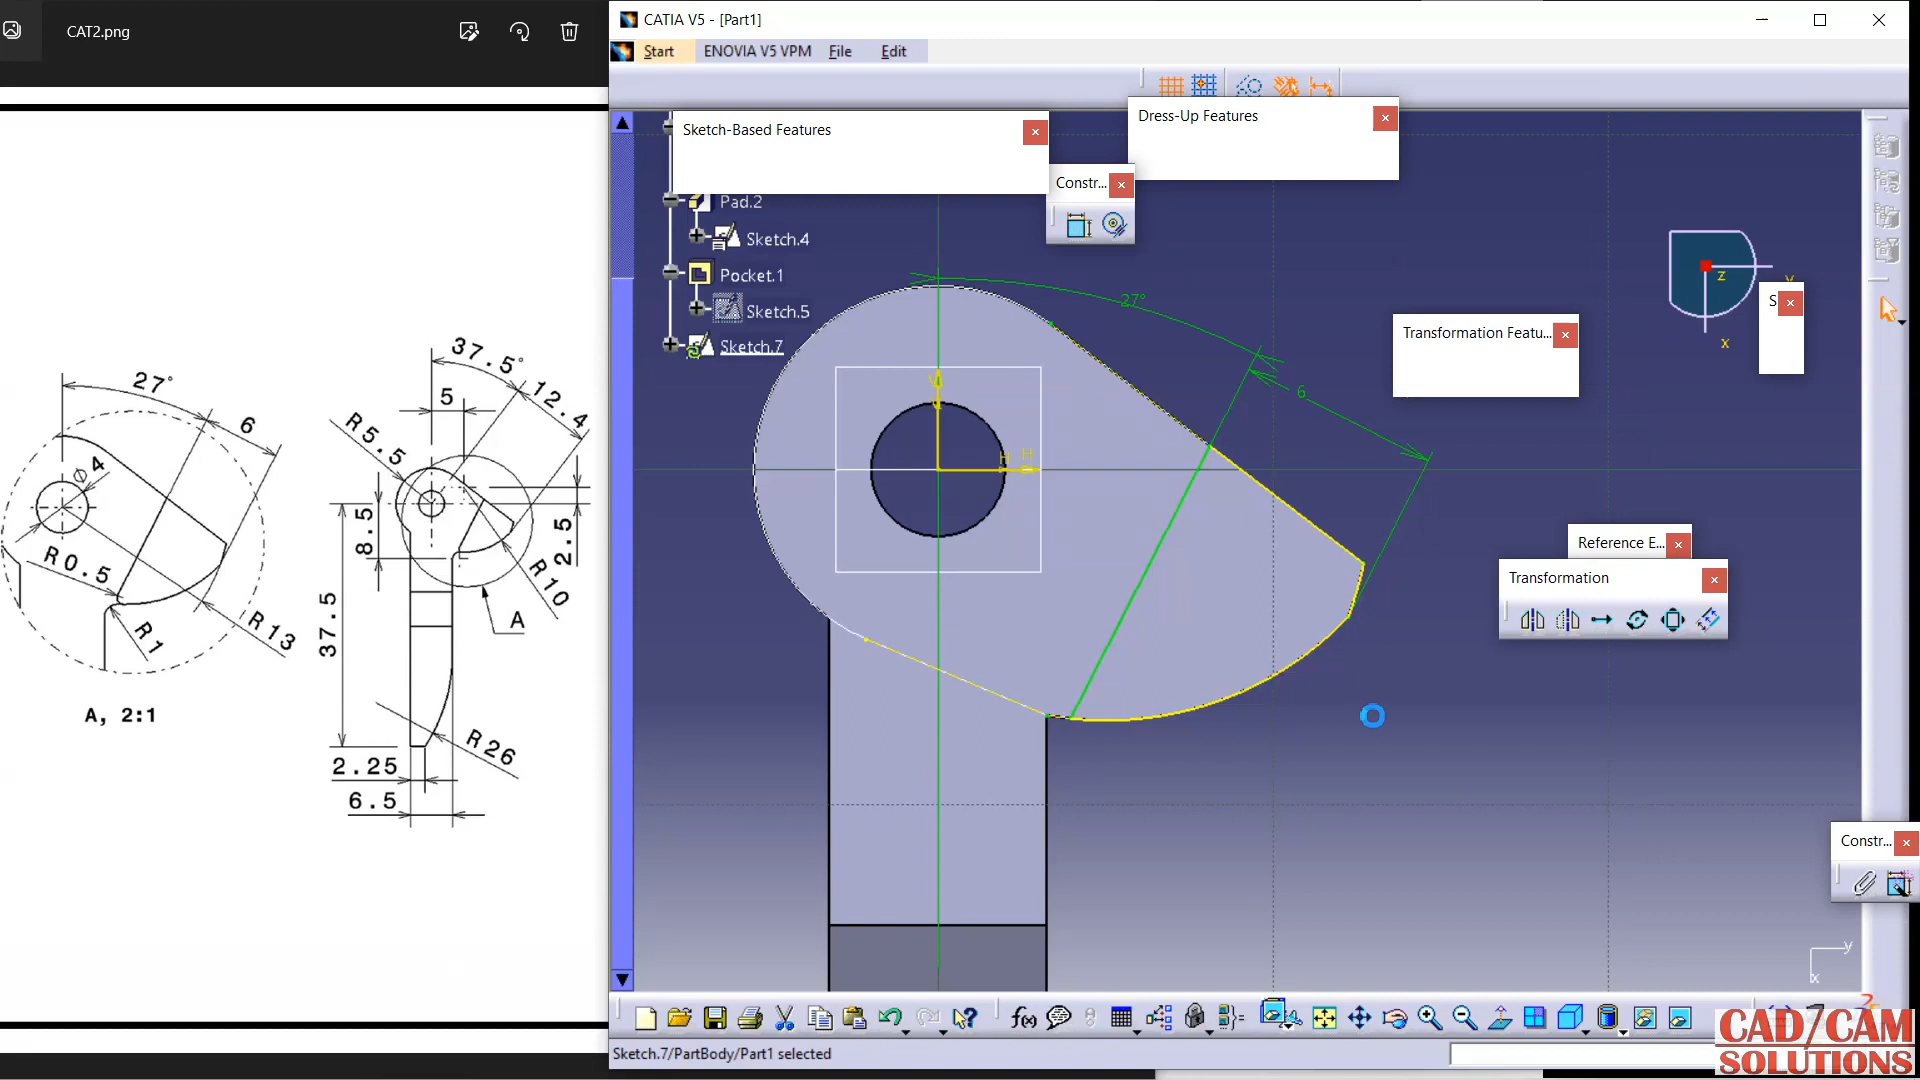 CAT2.png
CATIA V5 - [Part1]
Start
ENOVIA V5 VPM
File
Edit
Sketch-Based Features
Dress-Up Features
Constr...
Pad.2
Sketch.4
Pocket.1
Sketch.5
Sketch.7
27°
6
V
H
H
z
y
x
S
Transformation Featu...
Reference E...
Transformation
Constr...
y
x
27°
6
Ø4
R0.5
R1
R13
A, 2:1
37.5°
5
12.4
R5.5
8.5
2.5
R10
37.5
A
R26
2.25
6.5
f(x)
Sketch.7/PartBody/Part1 selected
CAD/CAM
SOLUTIONS